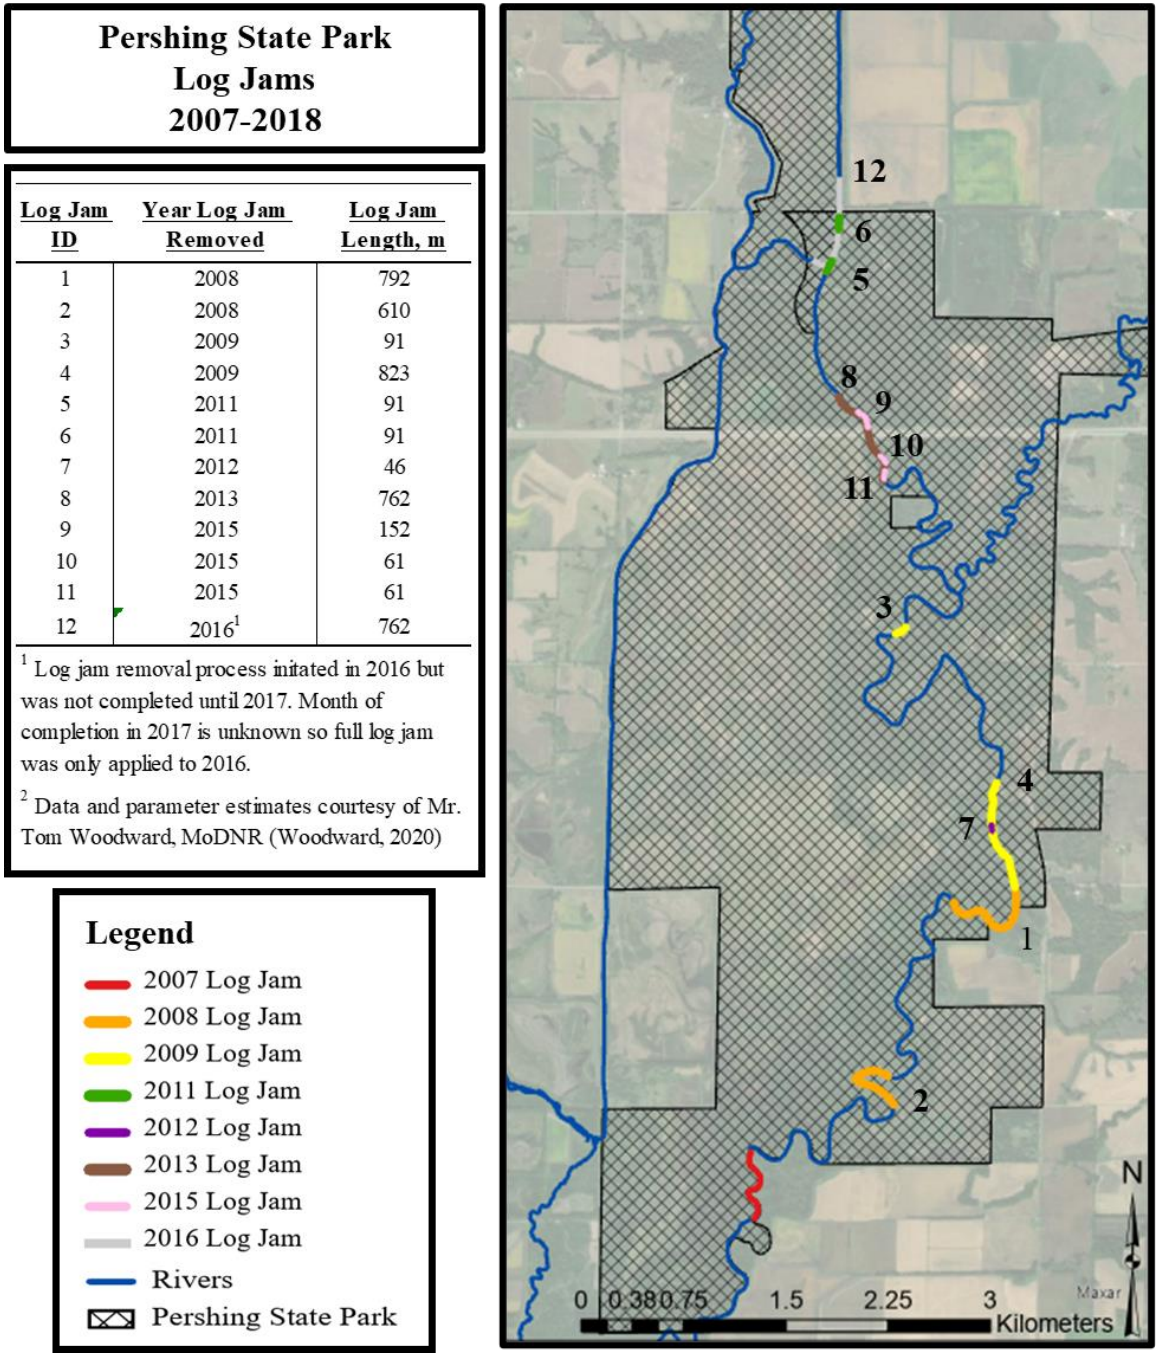 Pershing State Park
Log Jams
2007-2018
Log Jam ID Year Log Jam Removed Log Jam Length, m
1 2008 792
2 2008 610
3 2009 91
4 2009 823
5 2011 91
6 2011 91
7 2012 46
8 2013 762
9 2015 152
10 2015 61
11 2015 61
12 2016¹ 762
¹ Log jam removal process initated in 2016 but
was not completed until 2017. Month of
completion in 2017 is unknown so full log jam
was only applied to 2016.
² Data and parameter estimates courtesy of Mr.
Tom Woodward, MoDNR (Woodward, 2020)
Legend
2007 Log Jam
2008 Log Jam
2009 Log Jam
2011 Log Jam
2012 Log Jam
2013 Log Jam
2015 Log Jam
2016 Log Jam
Rivers
Pershing State Park
12
6
5
8
9
10
11
3
4
7
1
2
N
Maxar
0 0.38 0.75 1.5 2.25 3
Kilometers